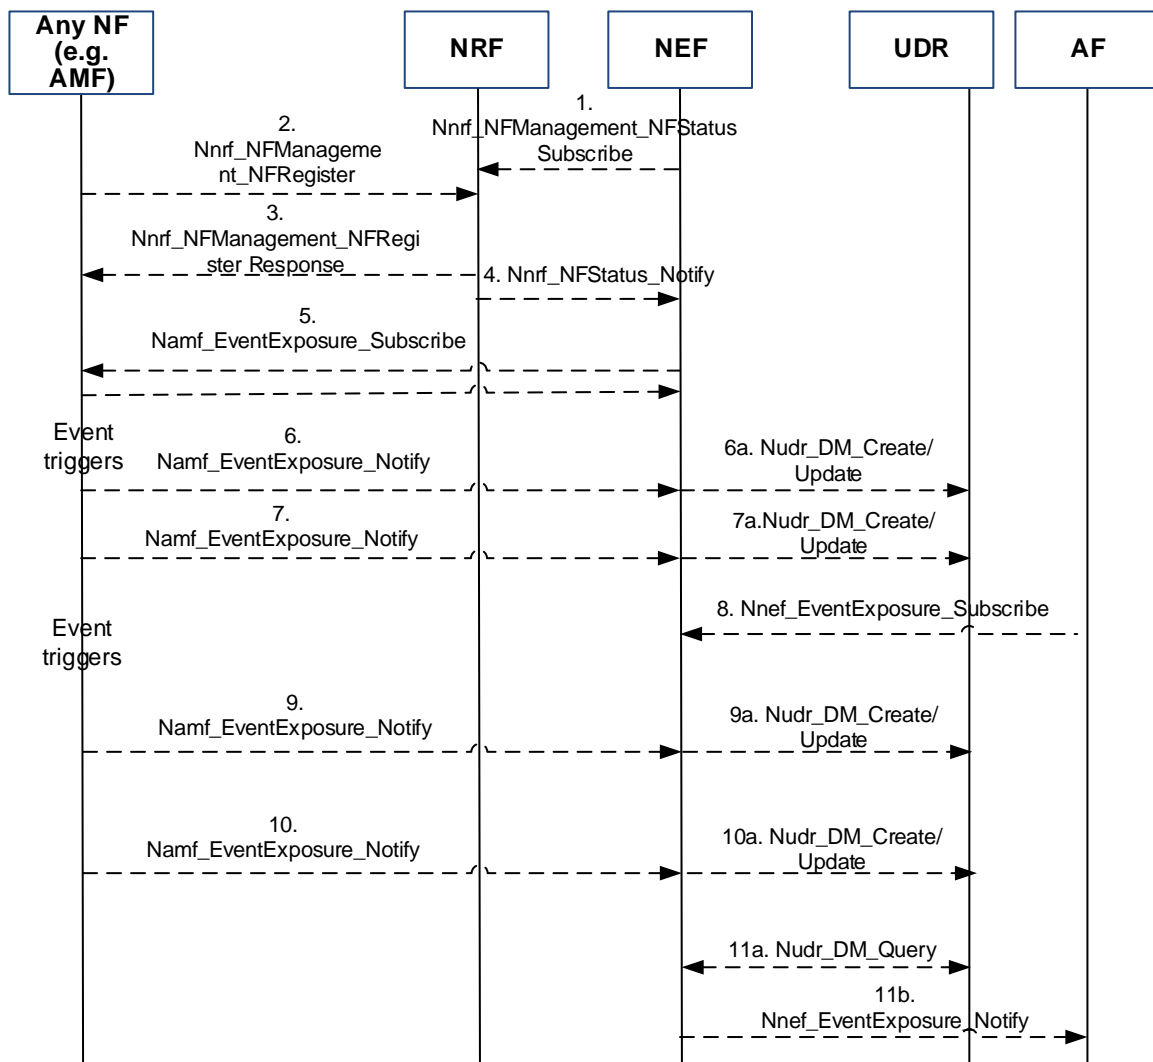 Any NF
(e.g.
AMF)
NRF
NEF
UDR
AF
1.
Nnrf_NFManagement_NFStatus
Subscribe
2.
Nnrf_NFManageme
nt_NFRegister
3.
Nnrf_NFManagement_NFRegi
ster Response
4. Nnrf_NFStatus_Notify
5.
Namf_EventExposure_Subscribe
Event
triggers
6.
Namf_EventExposure_Notify
6a. Nudr_DM_Create/
Update
7.
Namf_EventExposure_Notify
7a.Nudr_DM_Create/
Update
8. Nnef_EventExposure_Subscribe
Event
triggers
9.
Namf_EventExposure_Notify
9a. Nudr_DM_Create/
Update
10.
Namf_EventExposure_Notify
10a. Nudr_DM_Create/
Update
11a. Nudr_DM_Query
11b.
Nnef_EventExposure_Notify